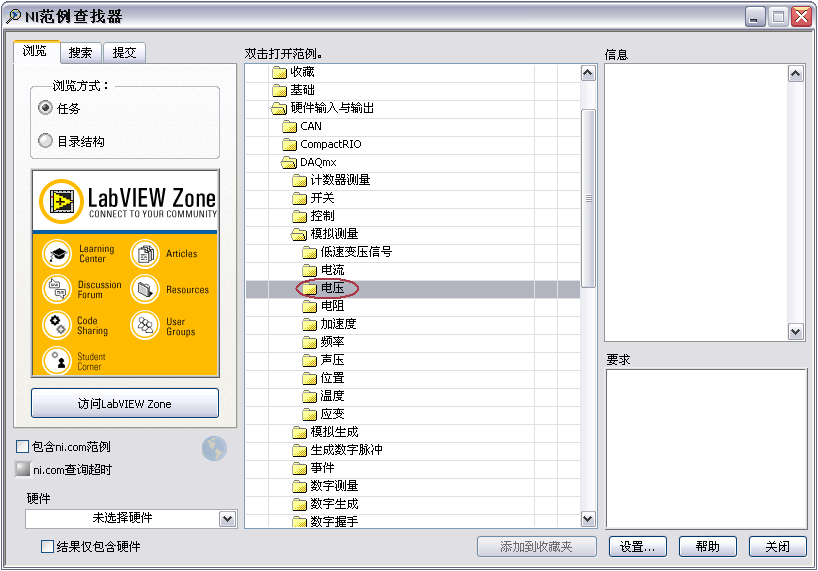 NI范例查找器
浏览
搜索
提交
浏览方式：
任务
目录结构
LabVIEW Zone
CONNECT TO YOUR COMMUNITY
Learning Center
Articles
Discussion Forum
Resources
Code Sharing
User Groups
Student Corner
访问LabVIEW Zone
包含ni.com范例
ni.com查询超时
硬件
未选择硬件
结果仅包含硬件
双击打开范例。
收藏
基础
硬件输入与输出
CAN
CompactRIO
DAQmx
计数器测量
开关
控制
模拟测量
低速变压信号
电流
电压
电阻
加速度
频率
声压
位置
温度
应变
模拟生成
生成数字脉冲
事件
数字测量
数字生成
数字握手
信息
要求
添加到收藏夹
设置...
帮助
关闭